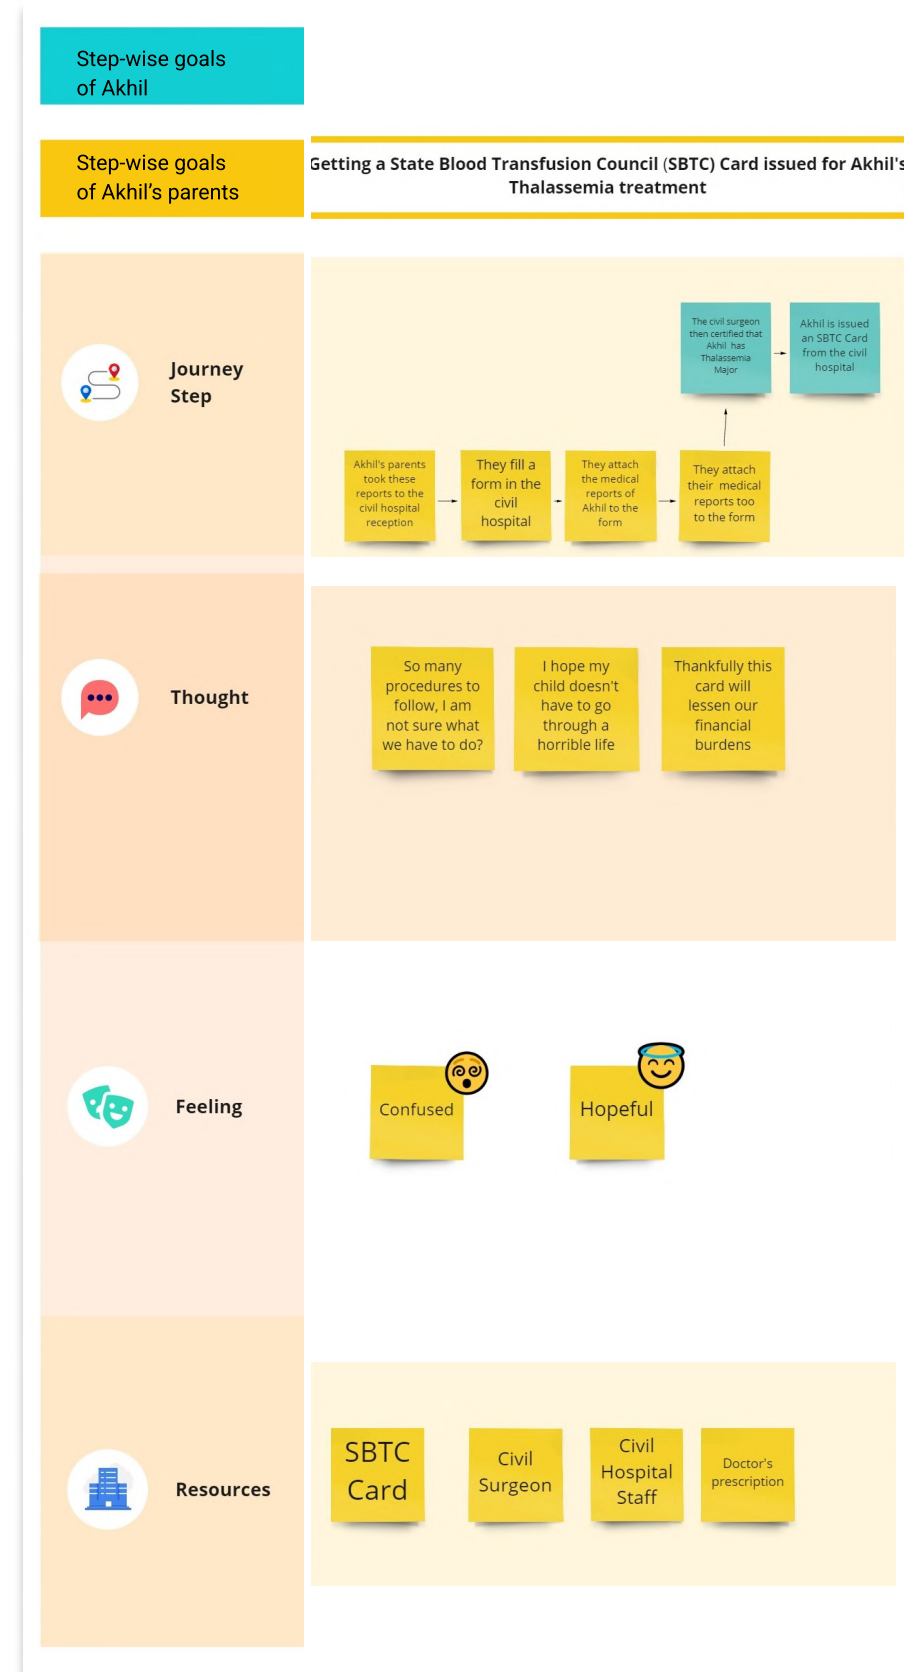 Step-wise goals
of Akhil
Step-wise goals
of Akhil’s parents
Getting a State Blood Transfusion Council (SBTC) Card issued for Akhil's
Thalassemia treatment
Journey
Step
The civil surgeon
then certified that
Akhil has
Thalassemia
Major
Akhil is issued
an SBTC Card
from the civil
hospital
Akhil's parents
took these
reports to the
civil hospital
reception
They fill a
form in the
civil
hospital
They attach
the medical
reports of
Akhil to the
form
They attach
their medical
reports too
to the form
Thought
So many
procedures to
follow, I am
not sure what
we have to do?
I hope my
child doesn't
have to go
through a
horrible life
Thankfully this
card will
lessen our
financial
burdens
Feeling
Confused
Hopeful
Resources
SBTC
Card
Civil
Surgeon
Civil
Hospital
Staff
Doctor's
prescription